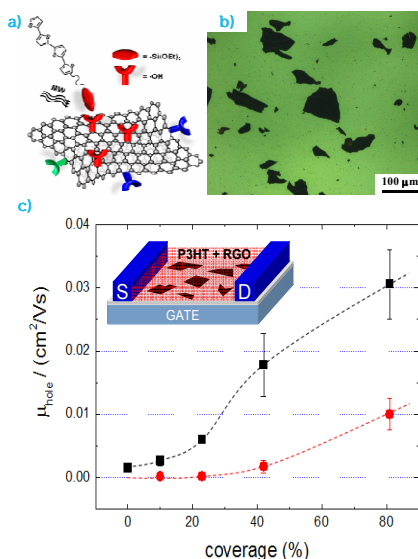 a)
= -Si(OEt)₃
= -OH
MW
b)
100 μm
c)
μhole / (cm²/Vs)
0.04
0.03
0.02
0.01
0.00
P3HT + RGO
S
D
GATE
0
20
40
60
80
coverage (%)